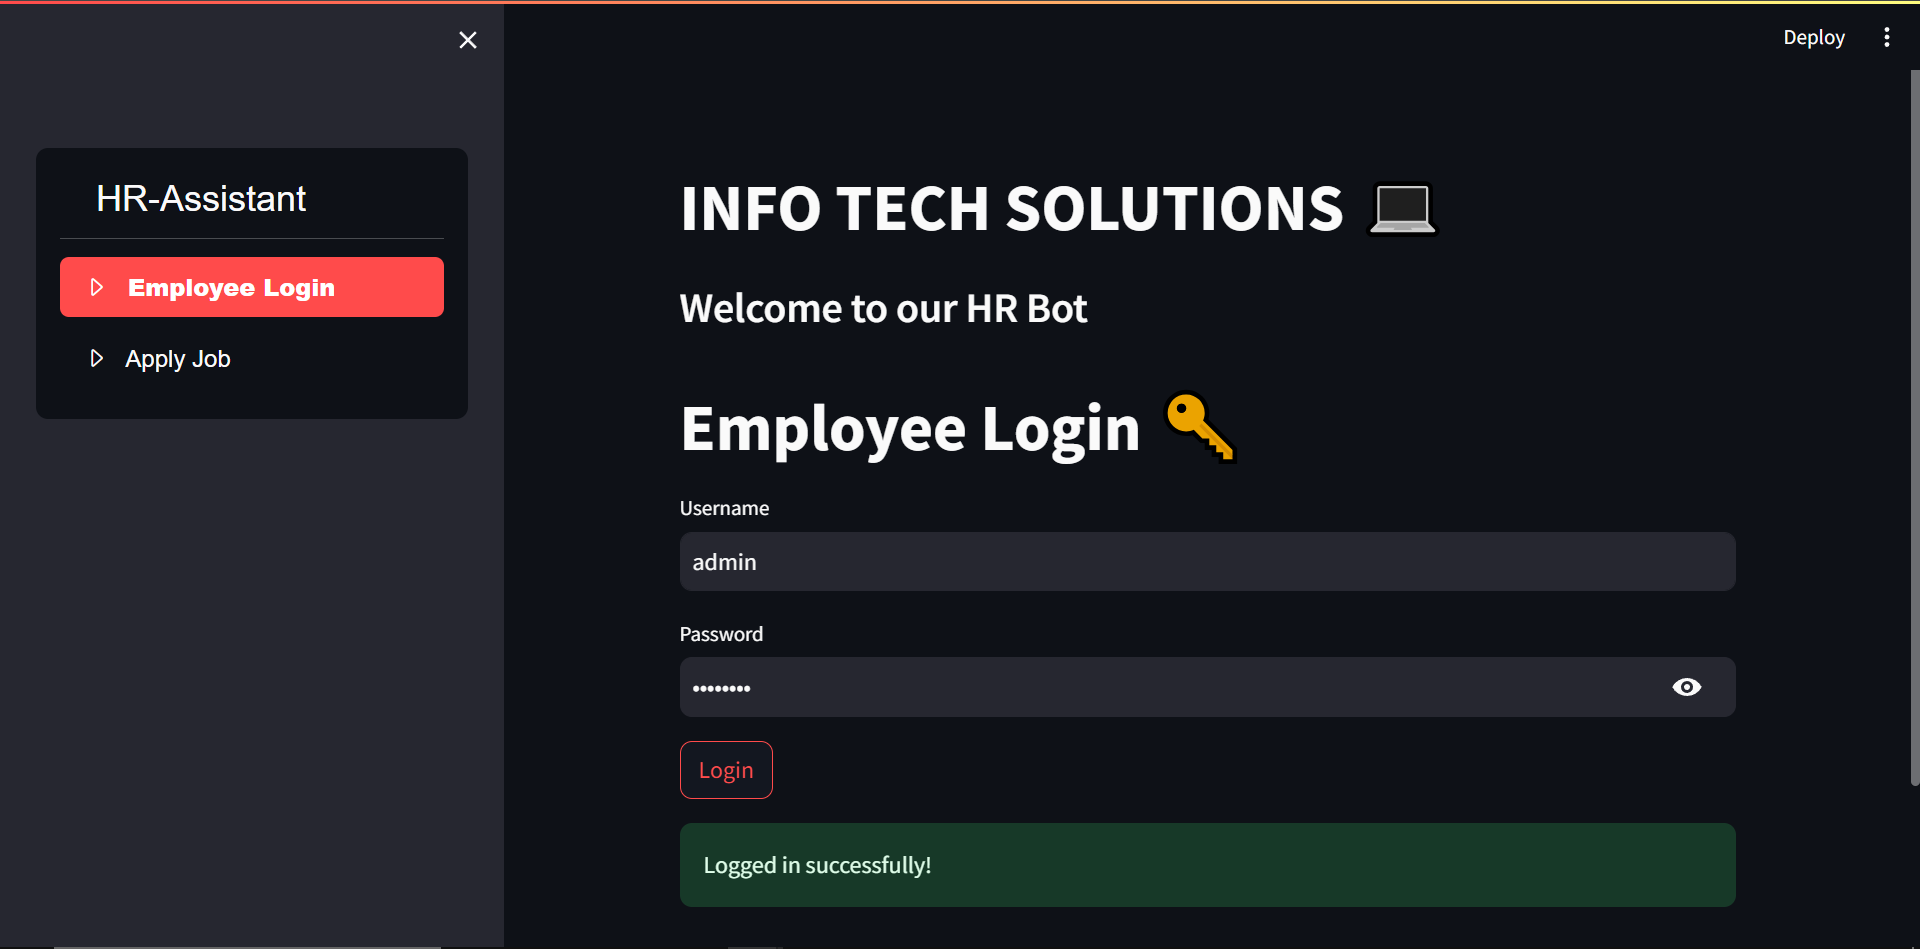 Deploy
HR-Assistant
Employee Login
Apply Job
INFO TECH SOLUTIONS 💻
Welcome to our HR Bot
Employee Login 🔑
Username
admin
Password
••••••••
Login
Logged in successfully!